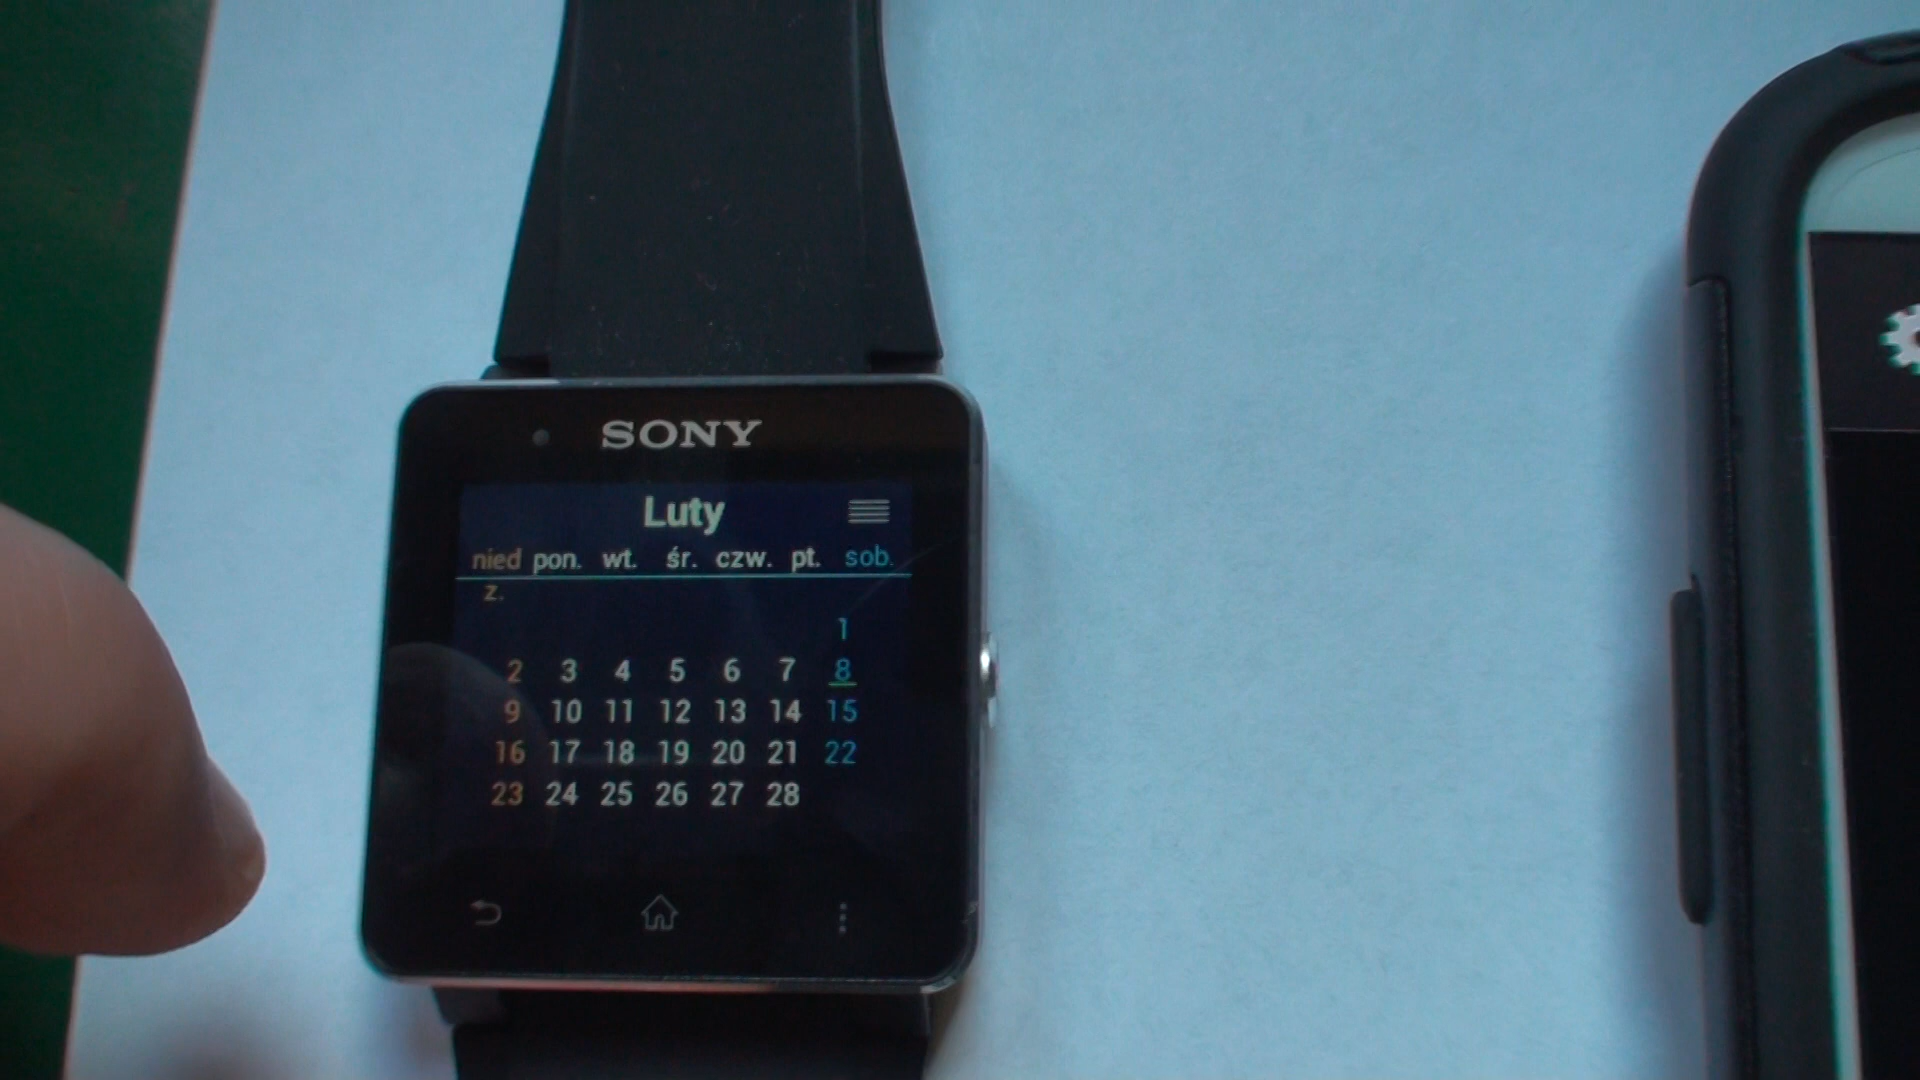 SONY
Luty
niedz. pon. wt. śr. czw. pt. sob.
1
2 3 4 5 6 7 8
9 10 11 12 13 14 15
16 17 18 19 20 21 22
23 24 25 26 27 28